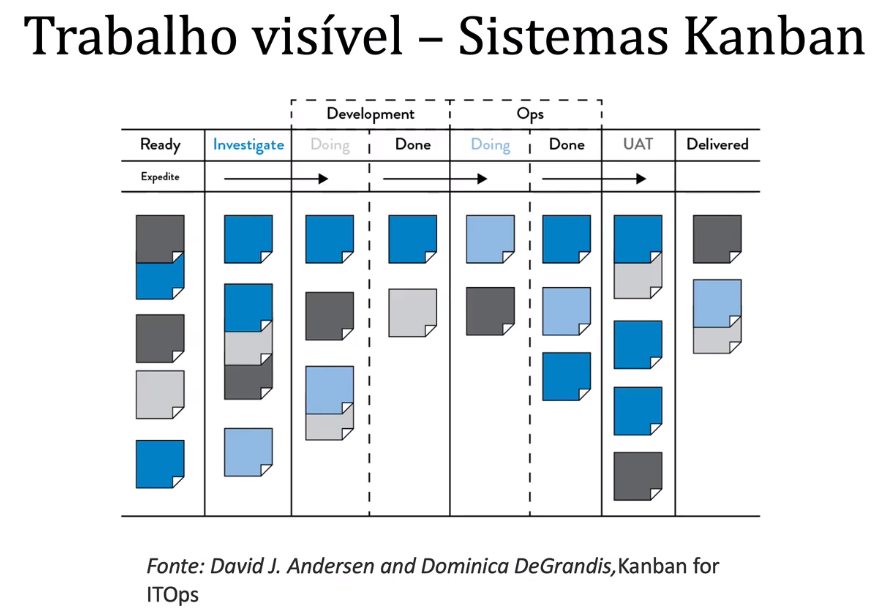 Trabalho visível – Sistemas Kanban
Development Ops
Ready Investigate Doing Done Doing Done UAT Delivered
Expedite
Fonte: David J. Andersen and Dominica DeGrandis,Kanban for
ITOps